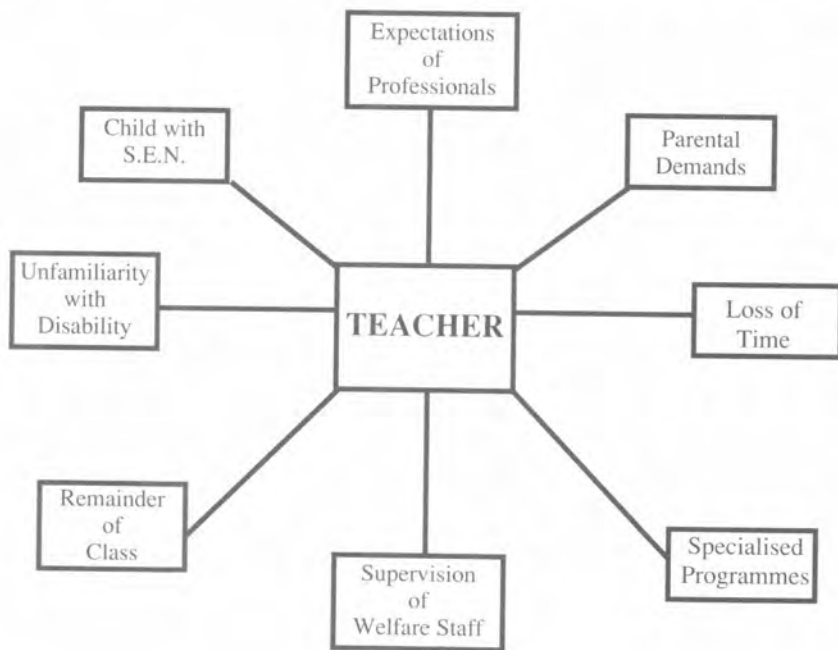 Expectations
of
Professionals
Child with
S.E.N.
Parental
Demands
Unfamiliarity
with
Disability
TEACHER
Loss of
Time
Remainder
of
Class
Supervision
of
Welfare Staff
Specialised
Programmes